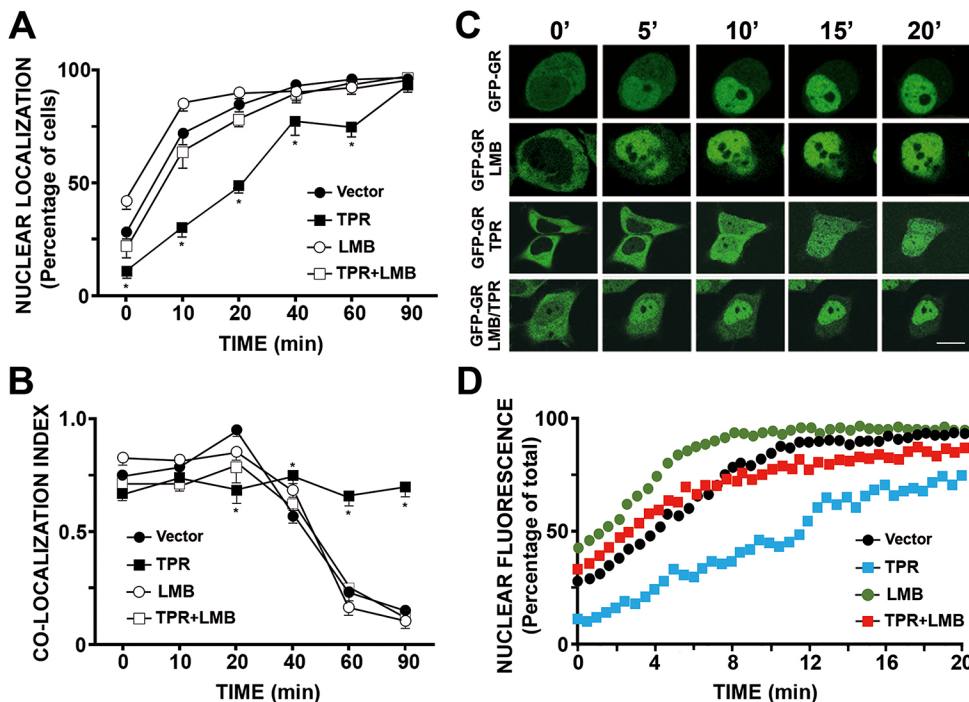 A
NUCLEAR LOCALIZATION
(Percentage of cells)
100
50
0
*
*
*
*
*
Vector
TPR
LMB
TPR+LMB
0 10 20 40 60 90
TIME (min)
B
CO-LOCALIZATION INDEX
1.0
0.5
0
*
*
*
*
Vector
TPR
LMB
TPR+LMB
0 10 20 40 60 90
TIME (min)
C
0’ 5’ 10’ 15’ 20’
GFP-GR
GFP-GR
LMB
GFP-GR
TPR
GFP-GR
LMB/TPR
D
NUCLEAR FLUORESCENCE
(Percentage of total)
100
50
0
Vector
TPR
LMB
TPR+LMB
0 4 8 12 16 20
TIME (min)